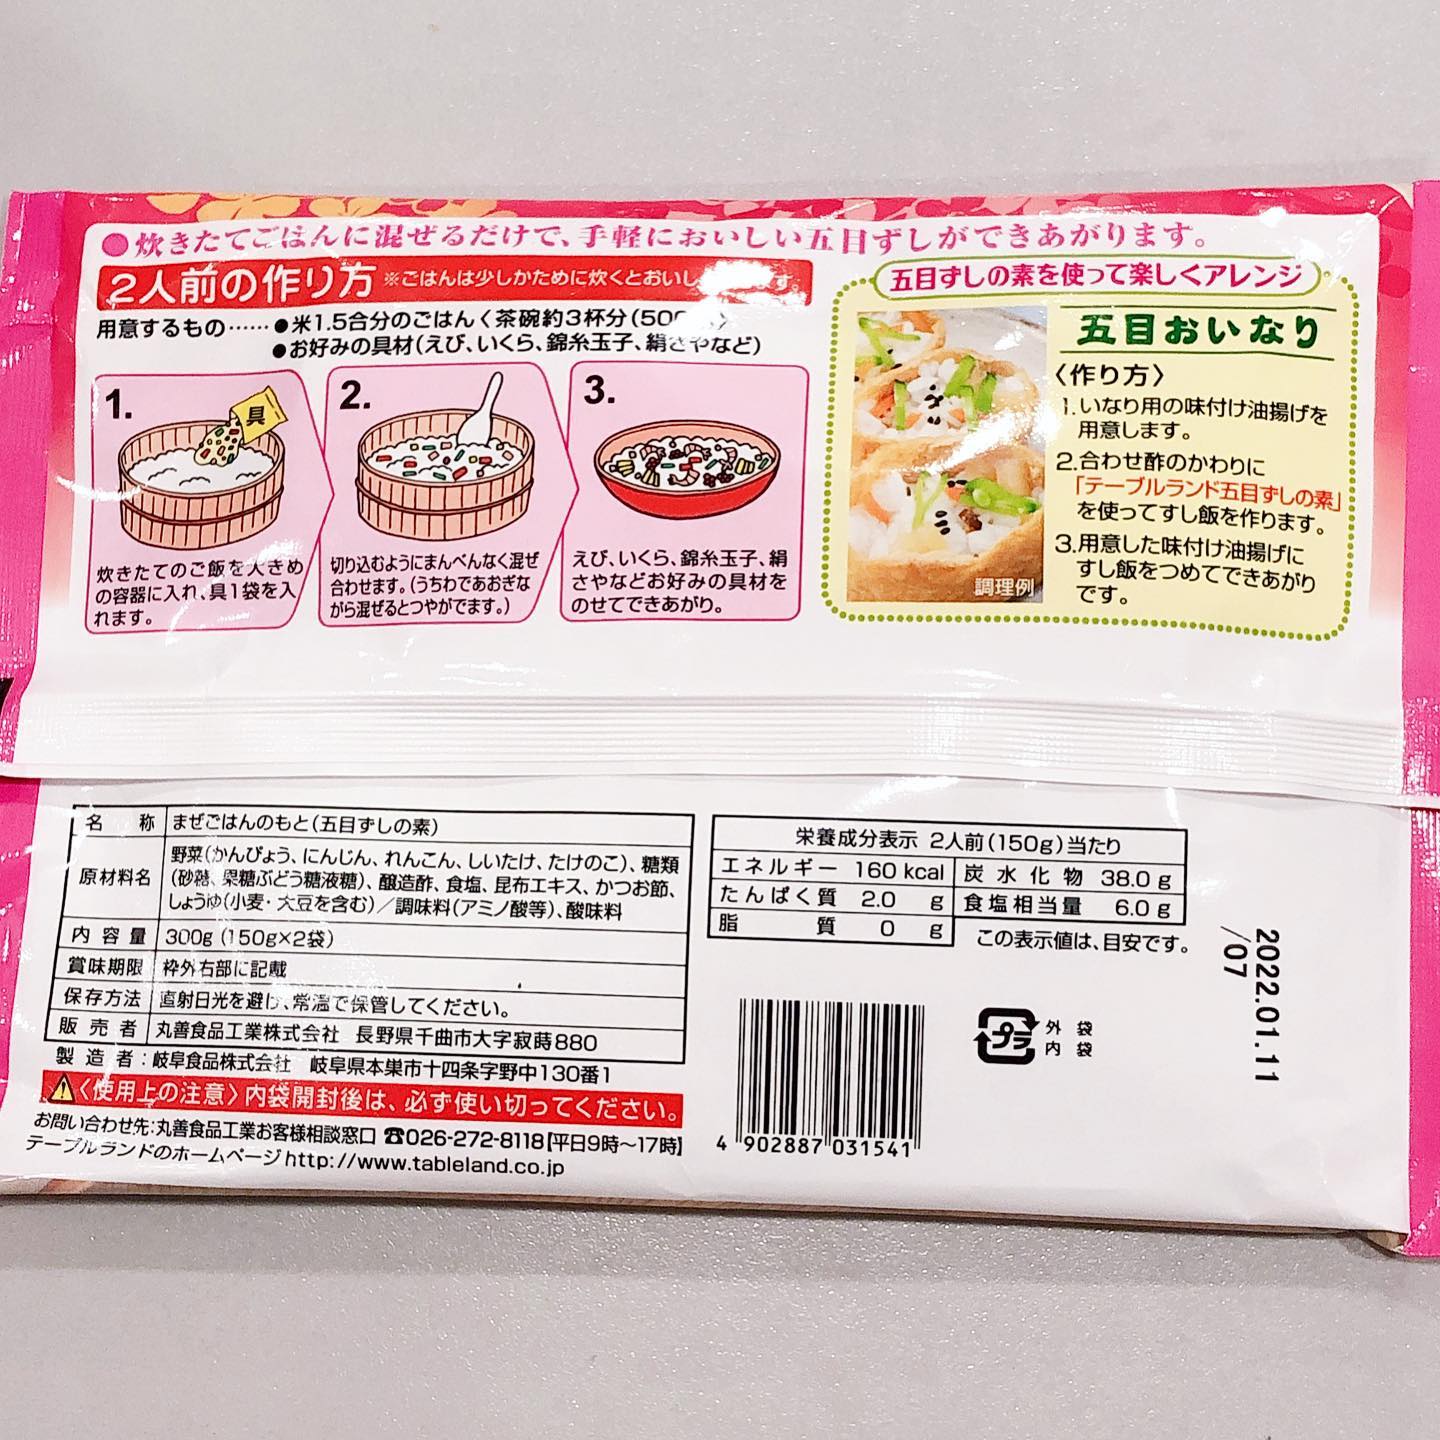 ●炊きたてごはんに混ぜるだけで、手軽においしい五目ずしができあがります。
2人前の作り方 ※ごはんは少しかために炊くとおいし す。
用意するもの……●米1.5合分のごはん〈茶碗約3杯分(50 〉
●お好みの具材(えび、いくら、錦糸玉子、絹さやなど)
1.
具
炊きたてのご飯を大きめ
の容器に入れ、具1袋を入
れます。
2.
切り込むようにまんべんなく混ぜ
合わせます。(うちわであおぎな
がら混ぜるとつやがでます。)
3.
えび、いくら、錦糸玉子、絹
さやなどお好みの具材を
のせてできあがり。
五目ずしの素を使って楽しくアレンジ
五目おいなり
〈作り方〉
1.いなり用の味付け油揚げを
用意します。
2.合わせ酢のかわりに
「テーブルランド五目ずしの素」
を使ってすし飯を作ります。
3.用意した味付け油揚げに
すし飯をつめてできあがり
です。
調理例
名 称 まぜごはんのもと(五目ずしの素)
原材料名 野菜(かんぴょう、にんじん、れんこん、しいたけ、たけのこ)、糖類
(砂糖、果糖ぶどう糖液糖)、醸造酢、食塩、昆布エキス、かつお節、
しょうゆ(小麦・大豆を含む)/調味料(アミノ酸等)、酸味料
内容量 300g(150g×2袋)
賞味期限 枠外右部に記載
保存方法 直射日光を避け、常温で保管してください。
販売者 丸善食品工業株式会社 長野県千曲市大字寂蒔880
製造者:岐阜食品株式会社 岐阜県本巣市十四条字野中130番1
〈使用上の注意〉内袋開封後は、必ず使い切ってください。
お問い合わせ先:丸善食品工業お客様相談窓口 ☎026-272-8118【平日9時〜17時】
テーブルランドのホームページhttp://www.tableland.co.jp
栄養成分表示 2人前(150g)当たり
エネルギー 160 kcal 炭水化物 38.0 g
たんぱく質 2.0 g 食塩相当量 6.0 g
脂質 0 g
この表示値は、目安です。
4 902887 031541
プラ
外袋
内袋
2022.01.11
/07